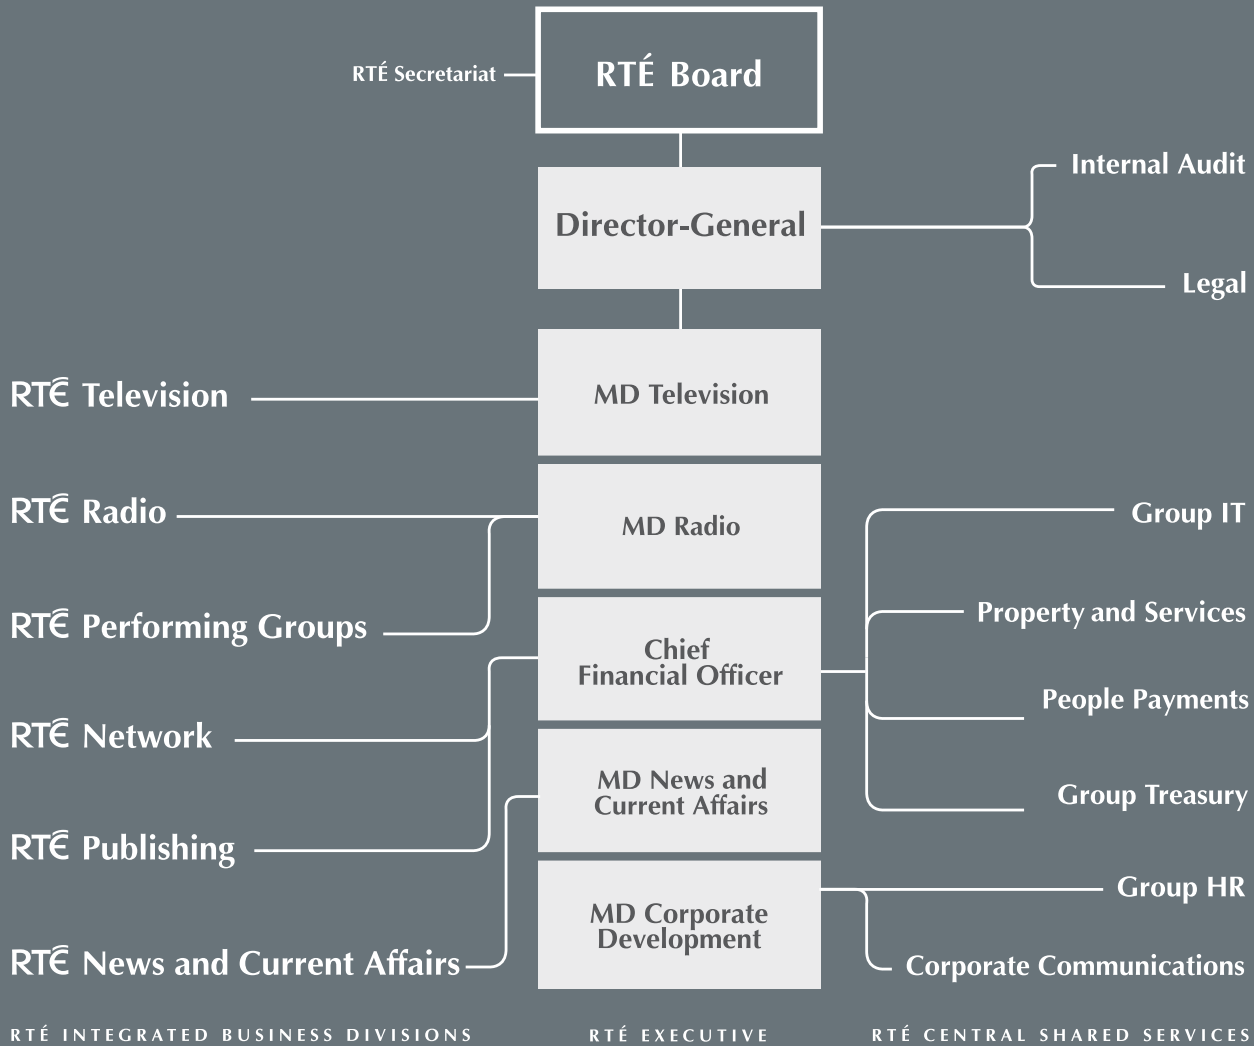 RTÉ Secretariat
RTÉ Board
Director-General
Internal Audit
Legal
RTÉ Television
MD Television
RTÉ Radio
MD Radio
Group IT
RTÉ Performing Groups
Chief
Financial Officer
Property and Services
People Payments
RTÉ Network
MD News and
Current Affairs
Group Treasury
RTÉ Publishing
MD Corporate
Development
Group HR
RTÉ News and Current Affairs
Corporate Communications
RTÉ INTEGRATED BUSINESS DIVISIONS
RTÉ EXECUTIVE
RTÉ CENTRAL SHARED SERVICES